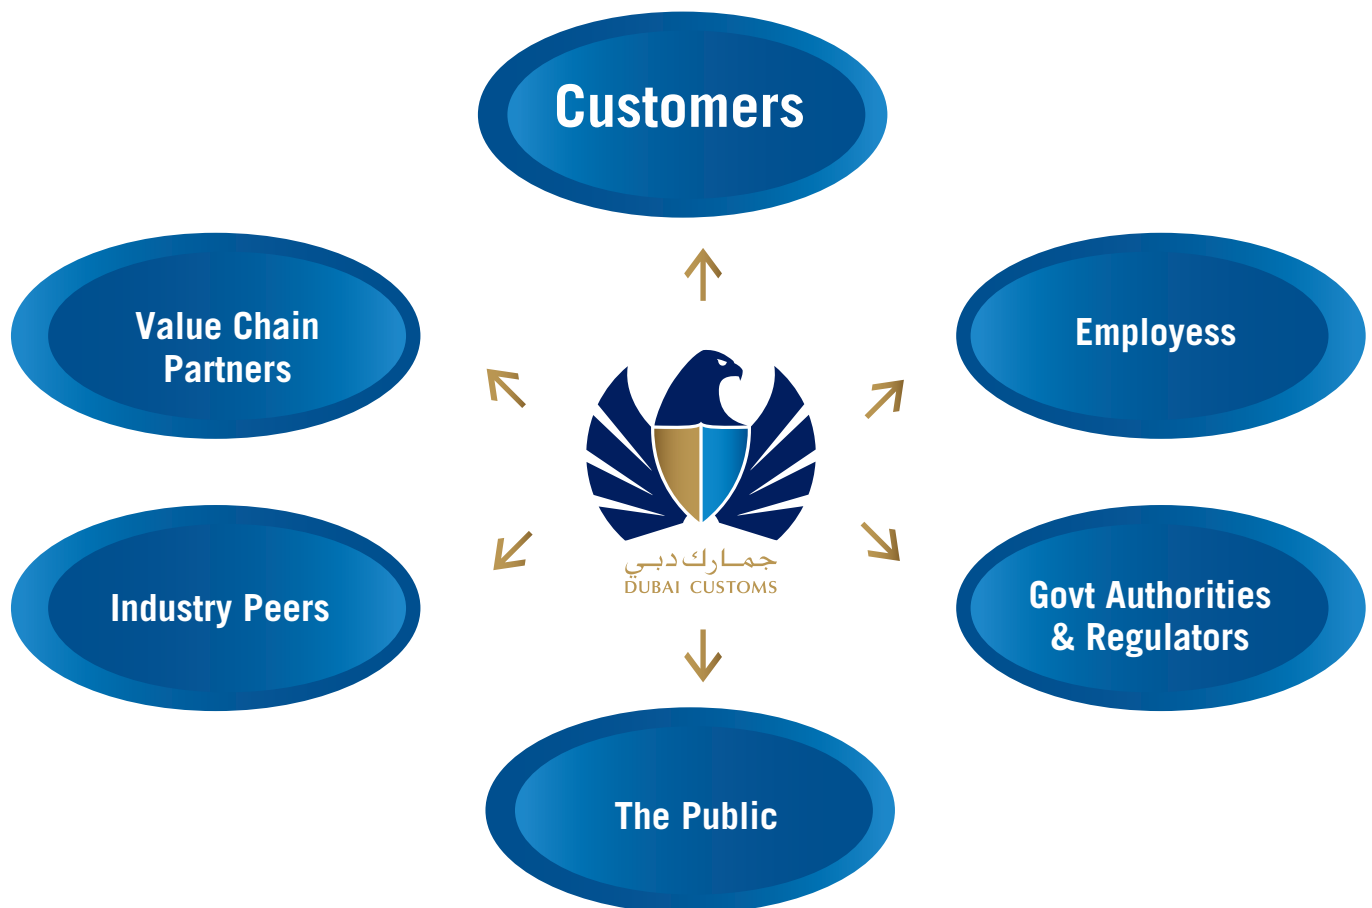 Customers
Value Chain
Partners
Employess
جمارك دبي
DUBAI CUSTOMS
Industry Peers
Govt Authorities
& Regulators
The Public